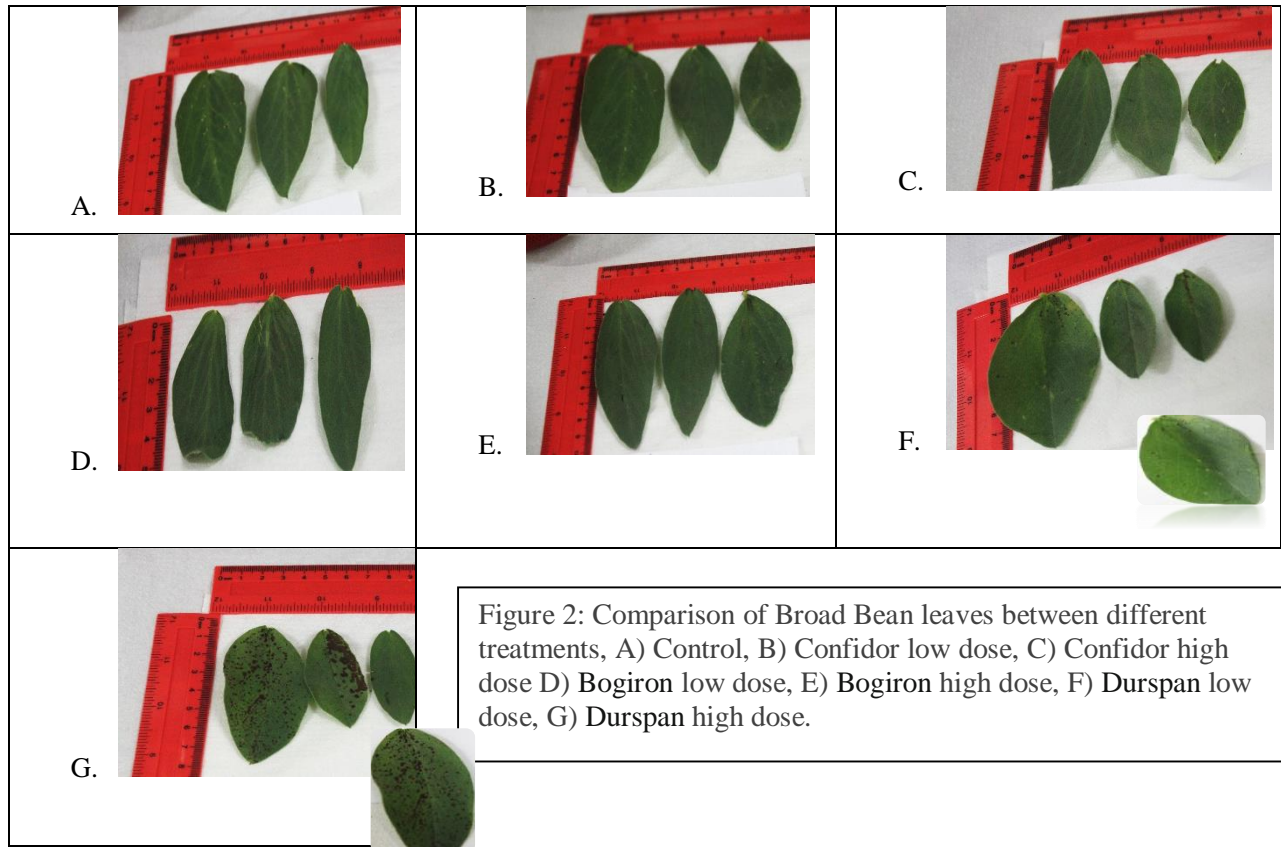 A.
B.
C.
D.
E.
F.
G.
Figure 2: Comparison of Broad Bean leaves between different
treatments, A) Control, B) Confidor low dose, C) Confidor high
dose D) Bogiron low dose, E) Bogiron high dose, F) Durspan low
dose, G) Durspan high dose.